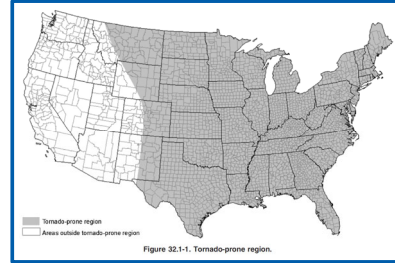 Tornado-prone region
Areas outside tornado-prone region
Figure 32.1-1. Tornado-prone region.